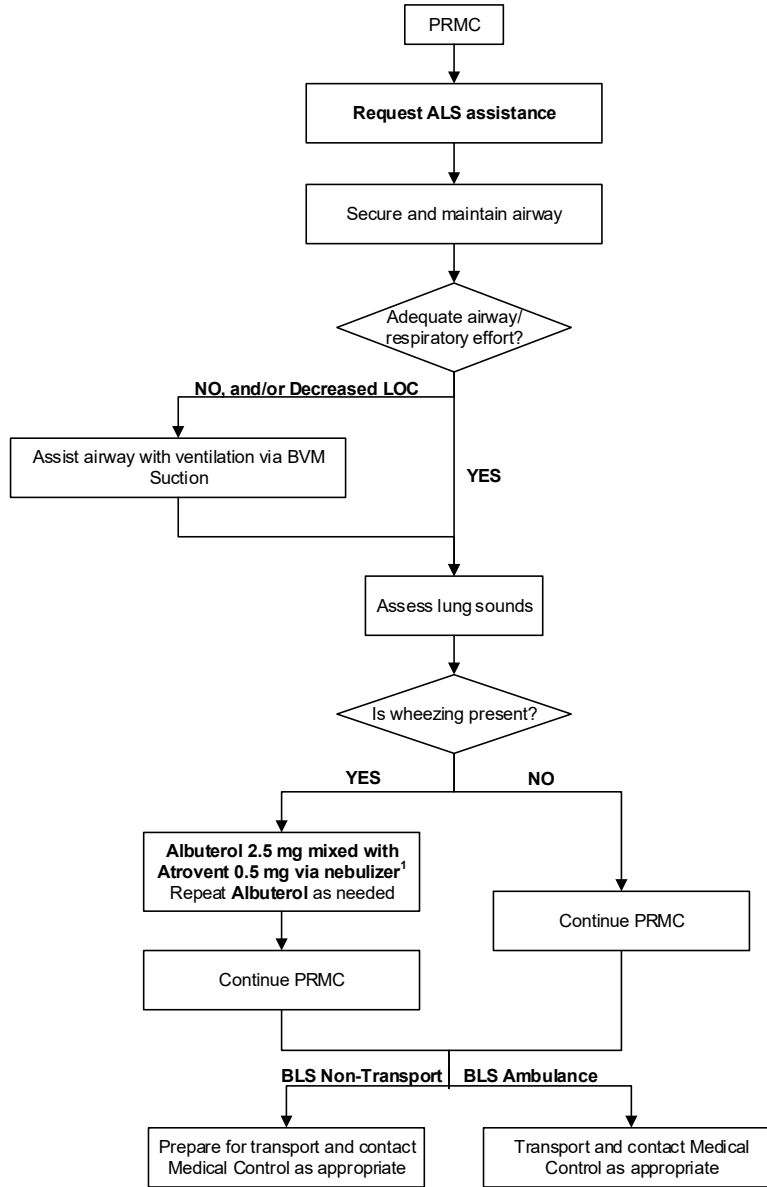 PRMC
Request ALS assistance
Secure and maintain airway
Adequate airway/
respiratory effort?
NO, and/or Decreased LOC
Assist airway with ventilation via BVM
Suction
YES
Assess lung sounds
Is wheezing present?
YES
NO
Albuterol 2.5 mg mixed with
Atrovent 0.5 mg via nebulizer¹
Repeat Albuterol as needed
Continue PRMC
Continue PRMC
BLS Non-Transport
BLS Ambulance
Prepare for transport and contact
Medical Control as appropriate
Transport and contact Medical
Control as appropriate